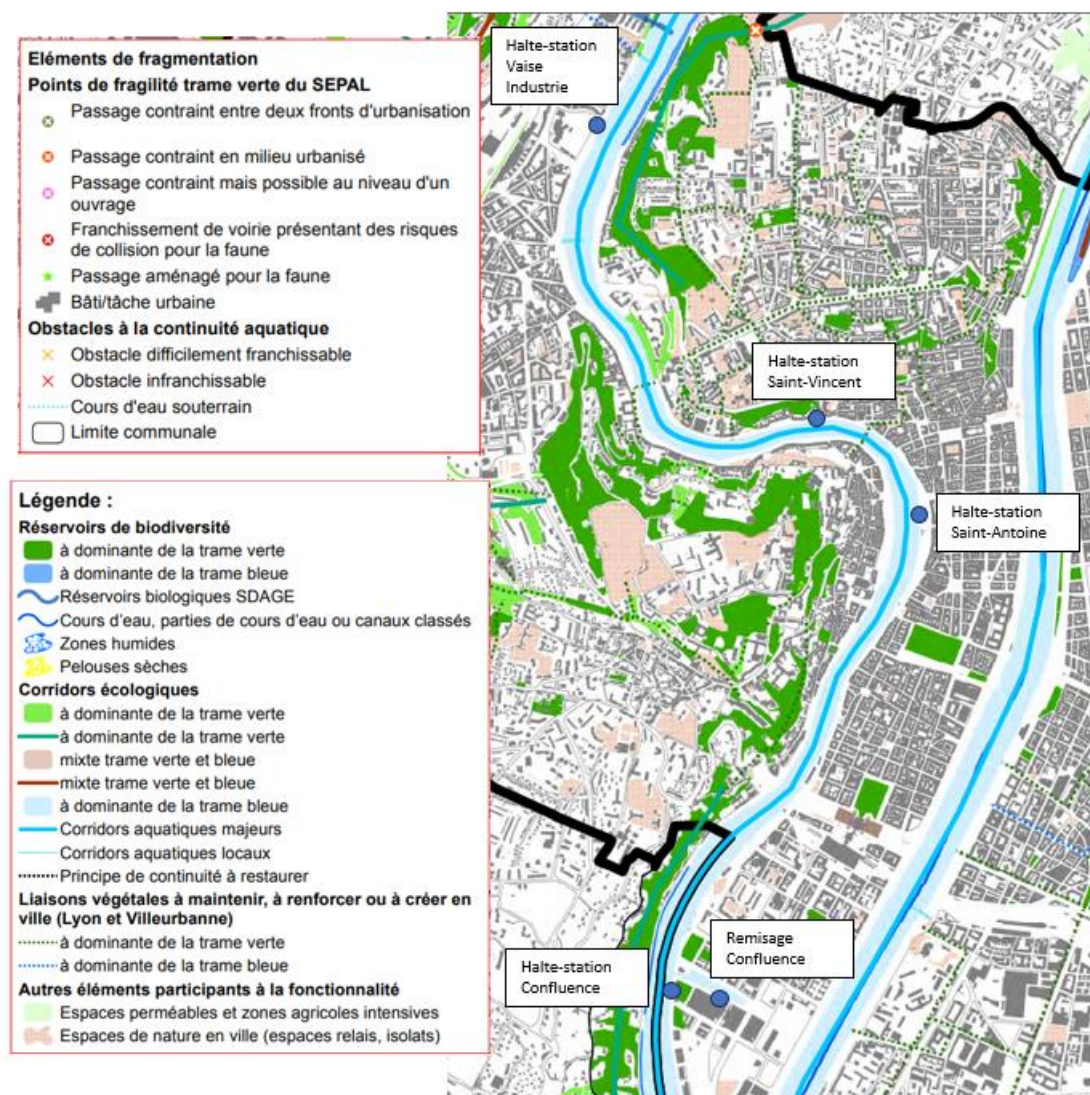 Eléments de fragmentation
Points de fragilité trame verte du SEPAL
Passage contraint entre deux fronts d'urbanisation
Passage contraint en milieu urbanisé
Passage contraint mais possible au niveau d'un
ouvrage
Franchissement de voirie présentant des risques
de collision pour la faune
Passage aménagé pour la faune
Bâti/tâche urbaine
Obstacles à la continuité aquatique
Obstacle difficilement franchissable
Obstacle infranchissable
Cours d'eau souterrain
Limite communale
Légende :
Réservoirs de biodiversité
à dominante de la trame verte
à dominante de la trame bleue
Réservoirs biologiques SDAGE
Cours d'eau, parties de cours d'eau ou canaux classés
Zones humides
Pelouses sèches
Corridors écologiques
à dominante de la trame verte
à dominante de la trame verte
mixte trame verte et bleue
mixte trame verte et bleue
à dominante de la trame bleue
Corridors aquatiques majeurs
Corridors aquatiques locaux
Principe de continuité à restaurer
Liaisons végétales à maintenir, à renforcer ou à créer en
ville (Lyon et Villeurbanne)
à dominante de la trame verte
à dominante de la trame bleue
Autres éléments participants à la fonctionnalité
Espaces perméables et zones agricoles intensives
Espaces de nature en ville (espaces relais, isolats)
Halte-station
Vaise
Industrie
Halte-station
Saint-Vincent
Halte-station
Saint-Antoine
Remisage
Confluence
Halte-station
Confluence